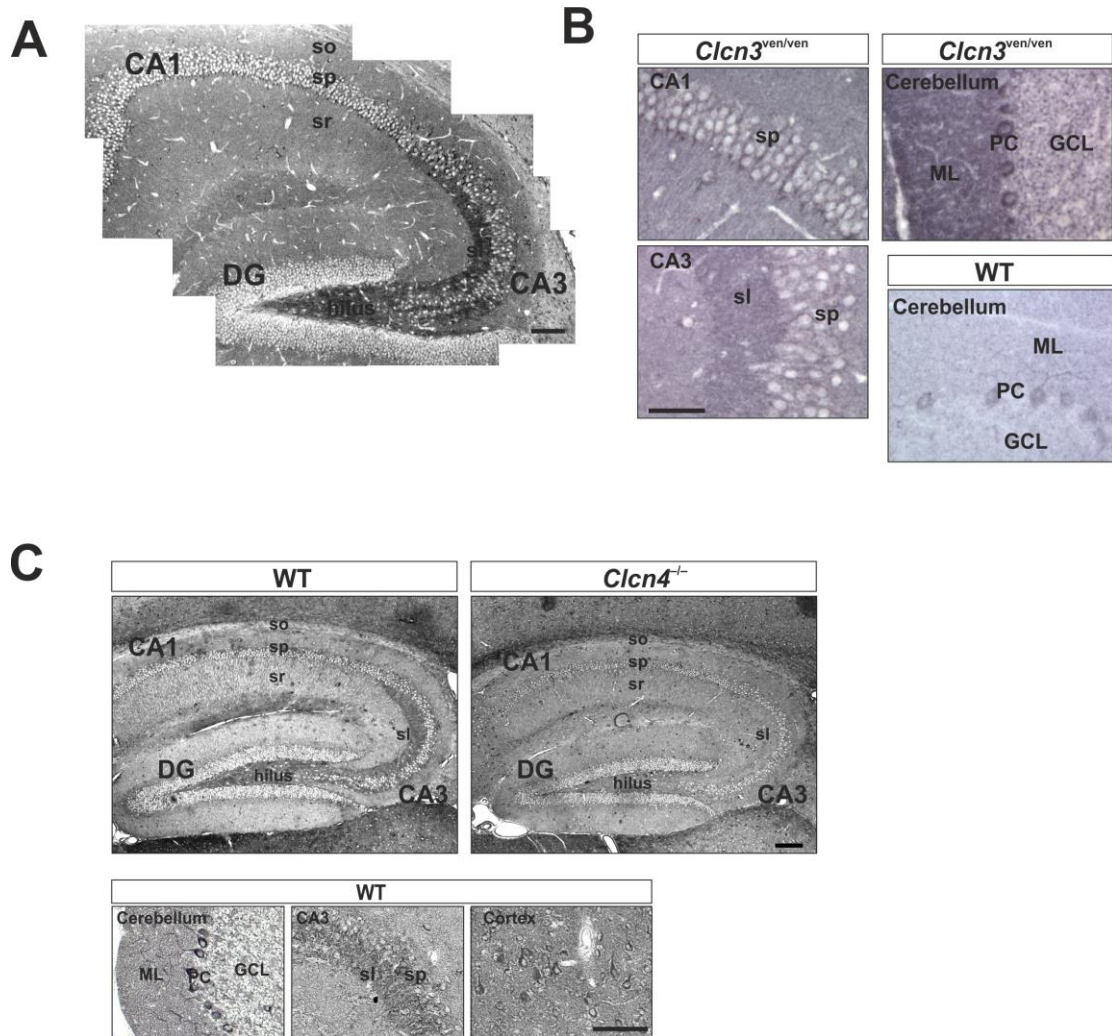 A
CA1
so
sp
sr
DG
hilus
CA3
B
Clcn3ven/ven
CA1
sp
CA3
sl
sp
Clcn3ven/ven
Cerebellum
ML
PC
GCL
WT
Cerebellum
ML
PC
GCL
C
WT
CA1
so
sp
sr
sl
DG
hilus
CA3
Clcn4–/–
CA1
so
sp
sr
sl
DG
hilus
CA3
WT
Cerebellum
ML
PC
GCL
CA3
sl
sp
Cortex